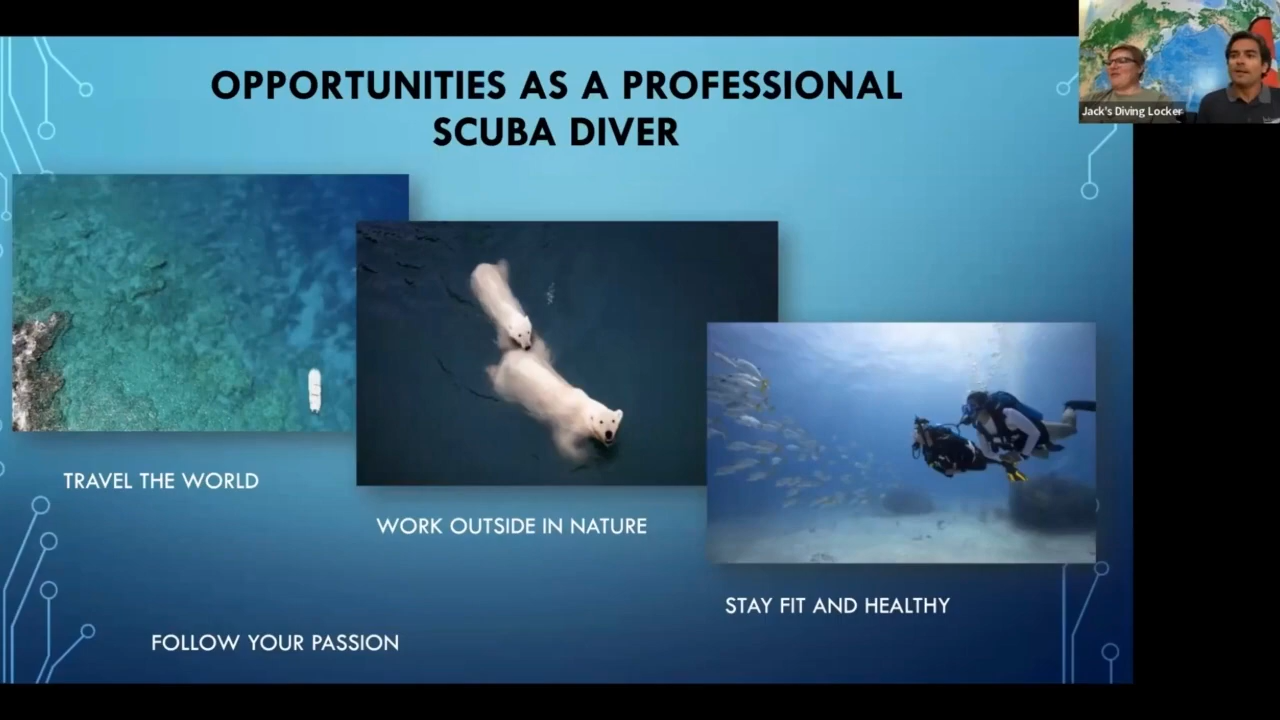 OPPORTUNITIES AS A PROFESSIONAL
SCUBA DIVER
Jack's Diving Locker
TRAVEL THE WORLD
WORK OUTSIDE IN NATURE
STAY FIT AND HEALTHY
FOLLOW YOUR PASSION